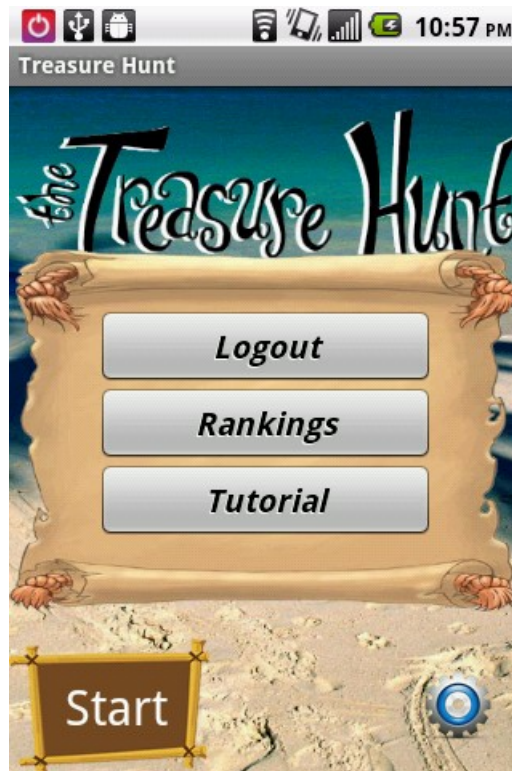 10:57 PM
Treasure Hunt
the Treasure Hunt
Logout
Rankings
Tutorial
Start